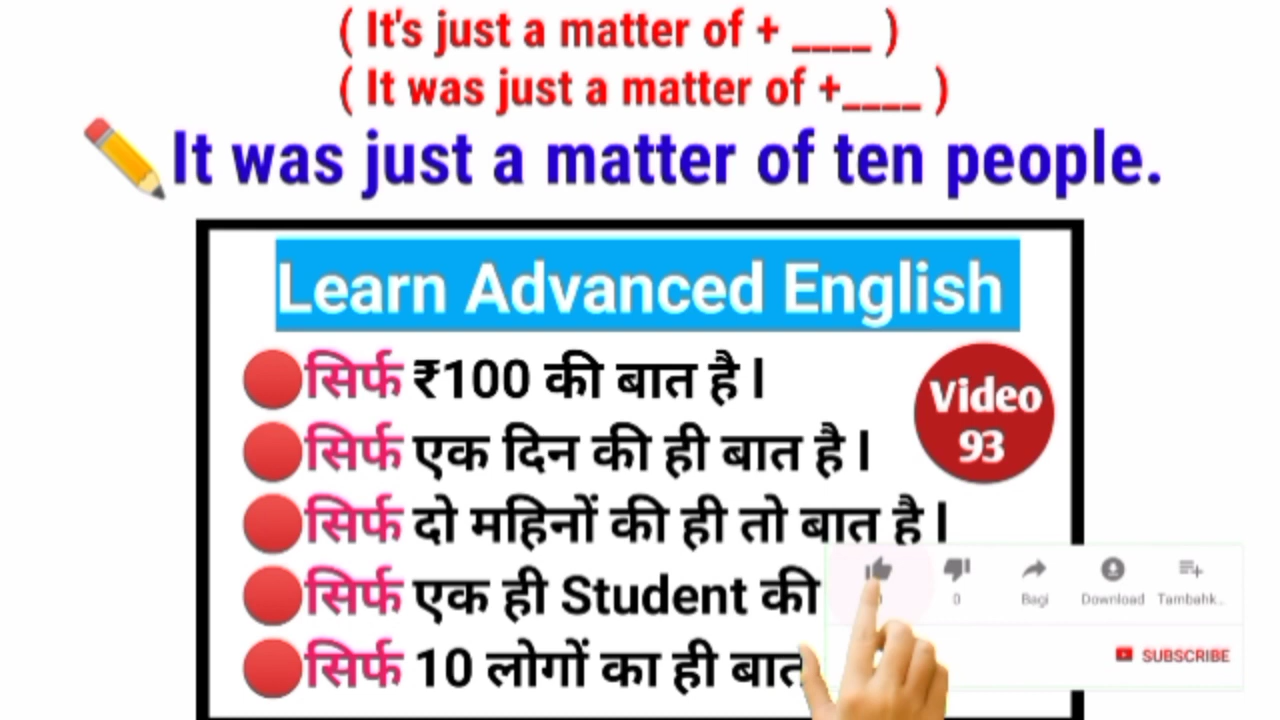 ( It's just a matter of + ____ )
( It was just a matter of +____ )
It was just a matter of ten people.
Learn Advanced English
सिर्फ ₹100 की बात है l
सिर्फ एक दिन की ही बात है l
सिर्फ दो महिनों की ही तो बात है l
सिर्फ एक ही Student की
सिर्फ 10 लोगों का ही बात
Video
93
0
Bagi
Download
Tambahk...
SUBSCRIBE